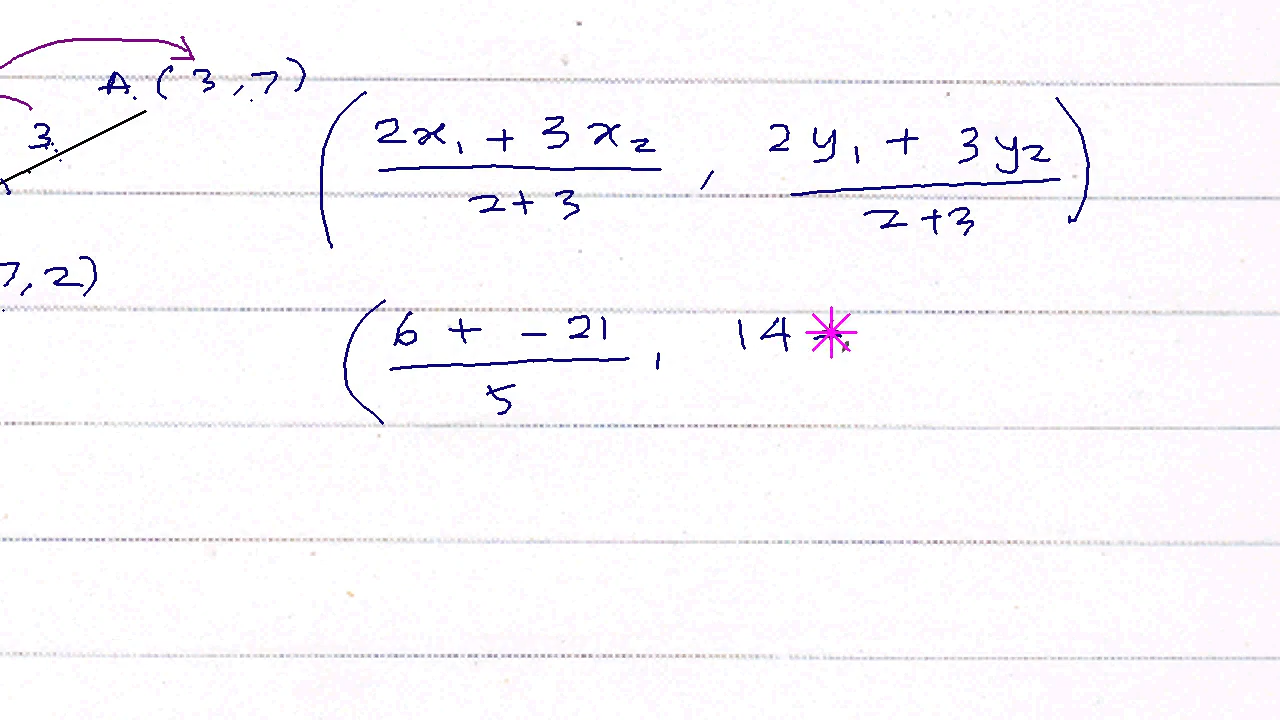 A. (3, 7)
3
(2x₁ + 3x₂ / 2+3 , 2y₁ + 3y₂ / 2+3)
7, 2)
(6 + -21 / 5 , 14